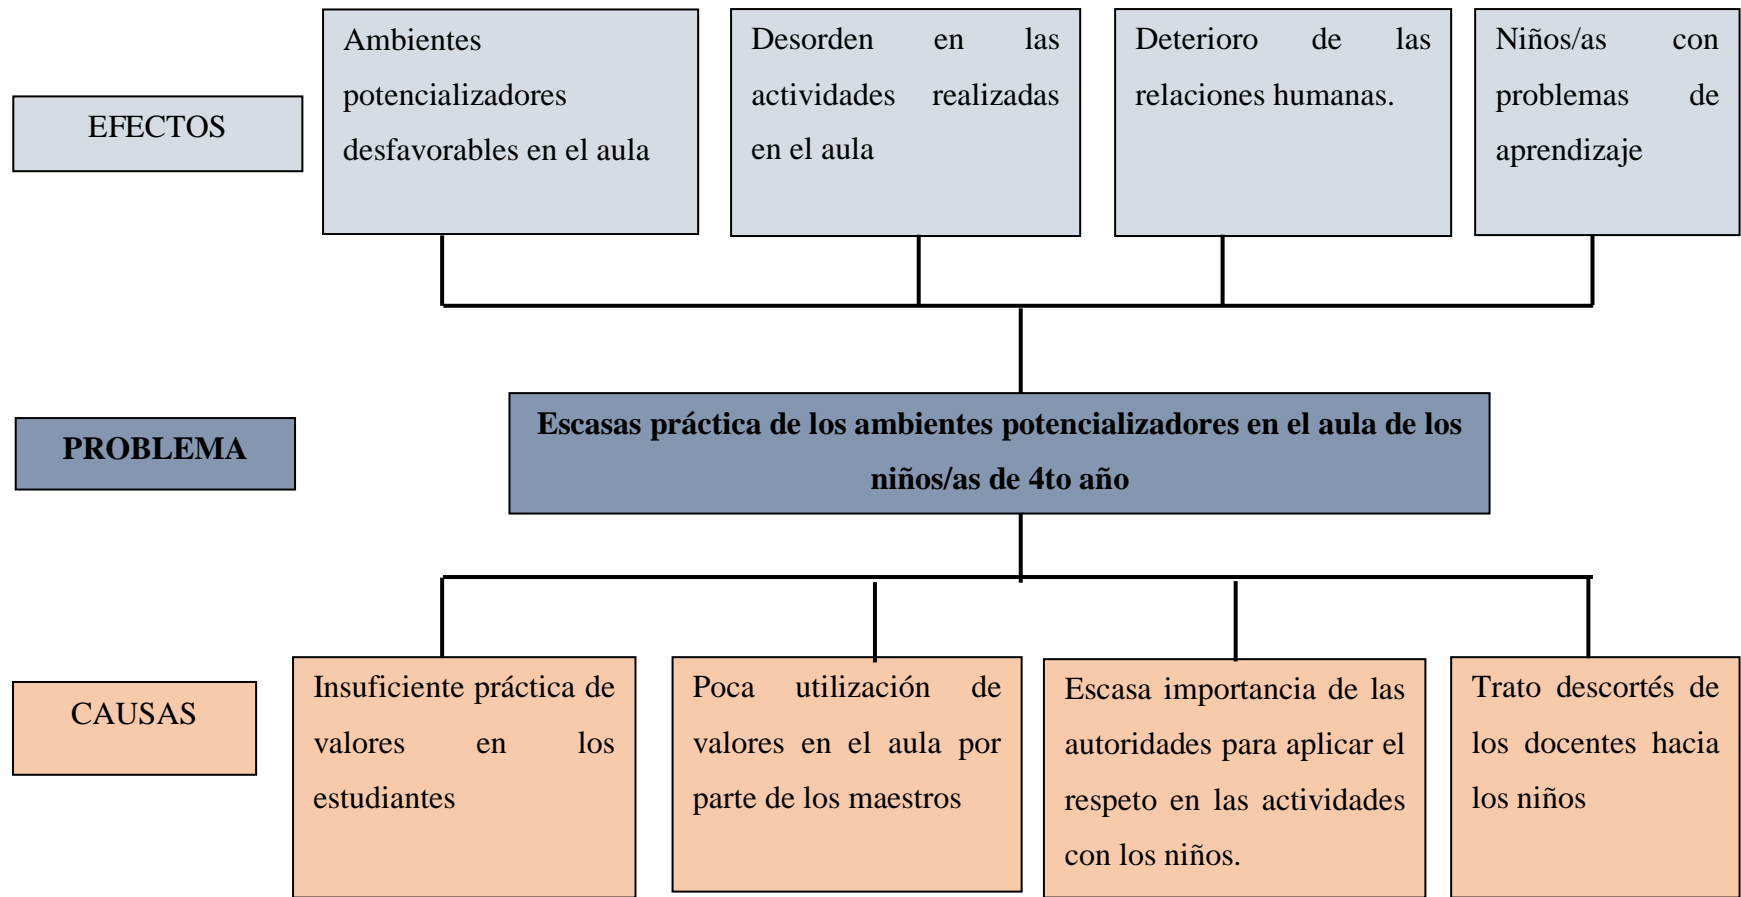 EFECTOS
Ambientes
potencializadores
desfavorables en el aula
Desorden en las
actividades realizadas
en el aula
Deterioro de las
relaciones humanas.
Niños/as con
problemas de
aprendizaje
PROBLEMA
Escasas práctica de los ambientes potencializadores en el aula de los
niños/as de 4to año
CAUSAS
Insuficiente práctica de
valores en los
estudiantes
Poca utilización de
valores en el aula por
parte de los maestros
Escasa importancia de las
autoridades para aplicar el
respeto en las actividades
con los niños.
Trato descortés de
los docentes hacia
los niños